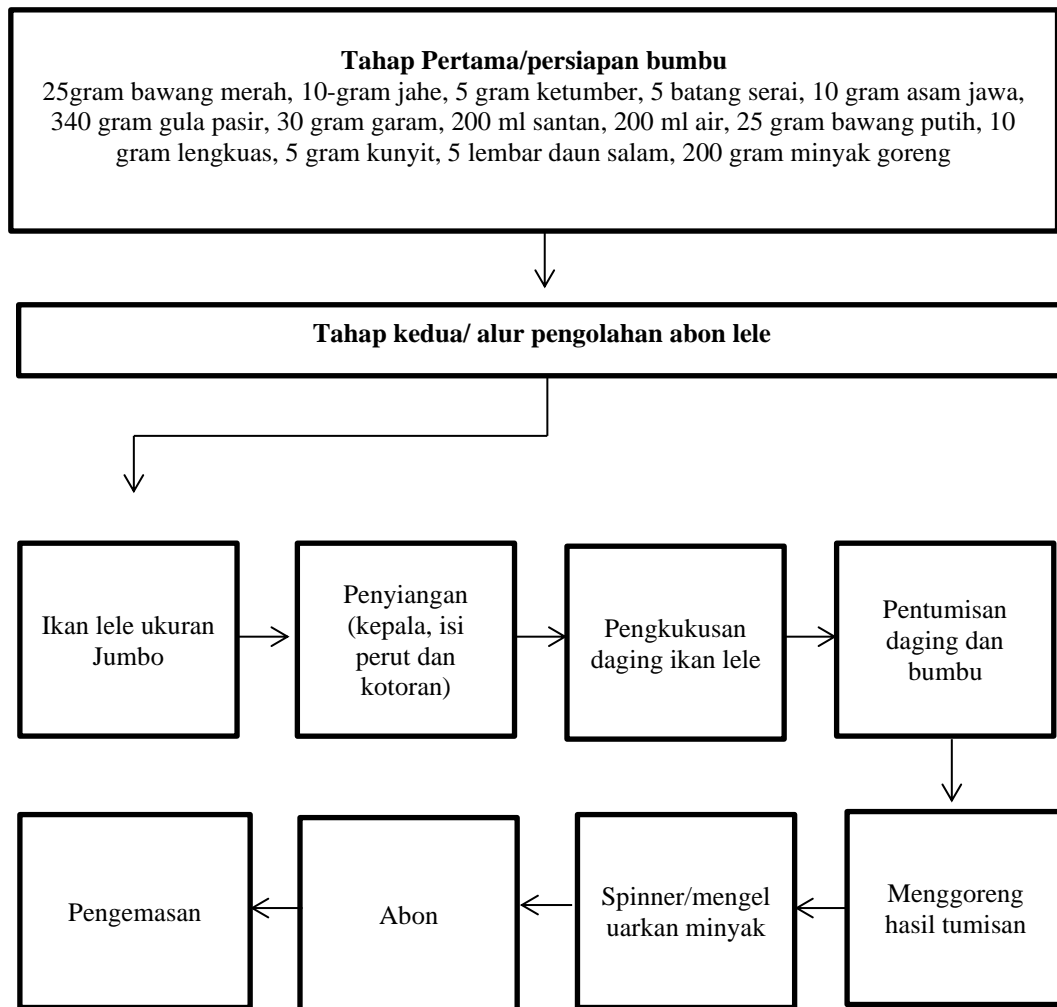 Tahap Pertama/persiapan bumbu
25gram bawang merah, 10-gram jahe, 5 gram ketumber, 5 batang serai, 10 gram asam jawa,
340 gram gula pasir, 30 gram garam, 200 ml santan, 200 ml air, 25 gram bawang putih, 10
gram lengkuas, 5 gram kunyit, 5 lembar daun salam, 200 gram minyak goreng
Tahap kedua/ alur pengolahan abon lele
Ikan lele ukuran
Jumbo
Penyiangan
(kepala, isi
perut dan
kotoran)
Pengkukusan
daging ikan lele
Pentumisan
daging dan
bumbu
Menggoreng
hasil tumisan
Spinner/mengel
uarkan minyak
Abon
Pengemasan